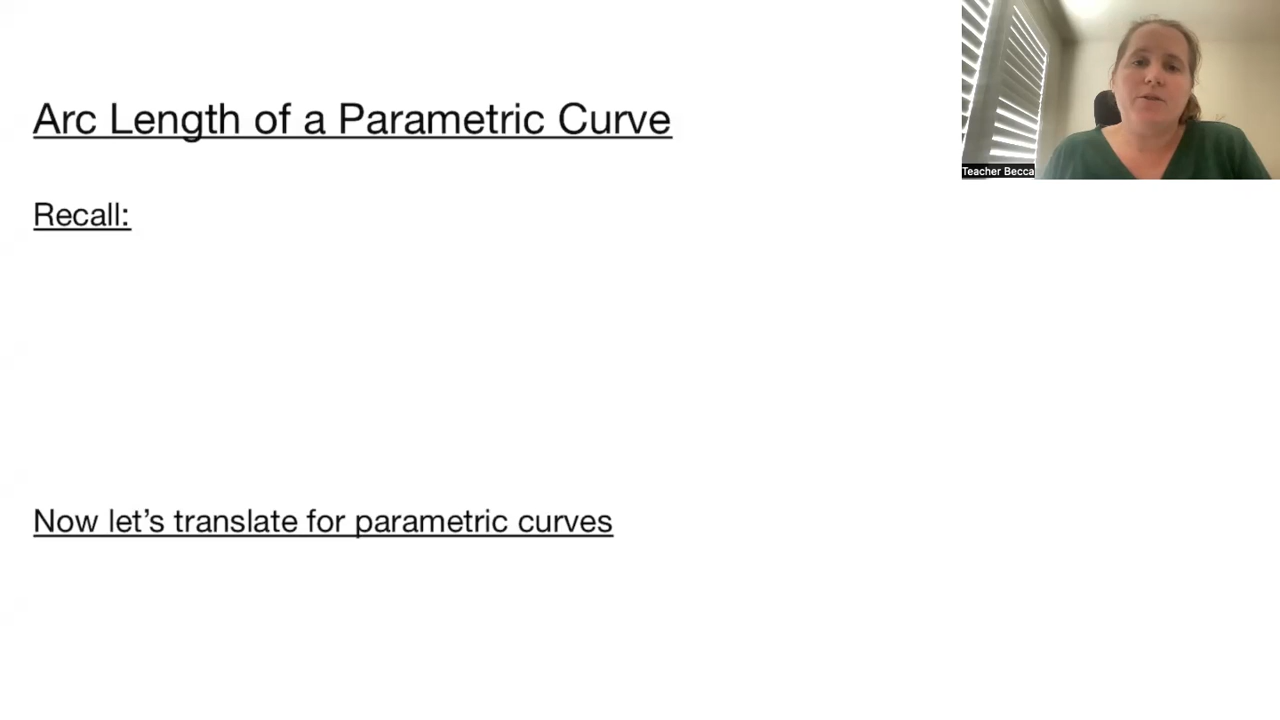 Arc Length of a Parametric Curve
Teacher Becca
Recall:
Now let's translate for parametric curves